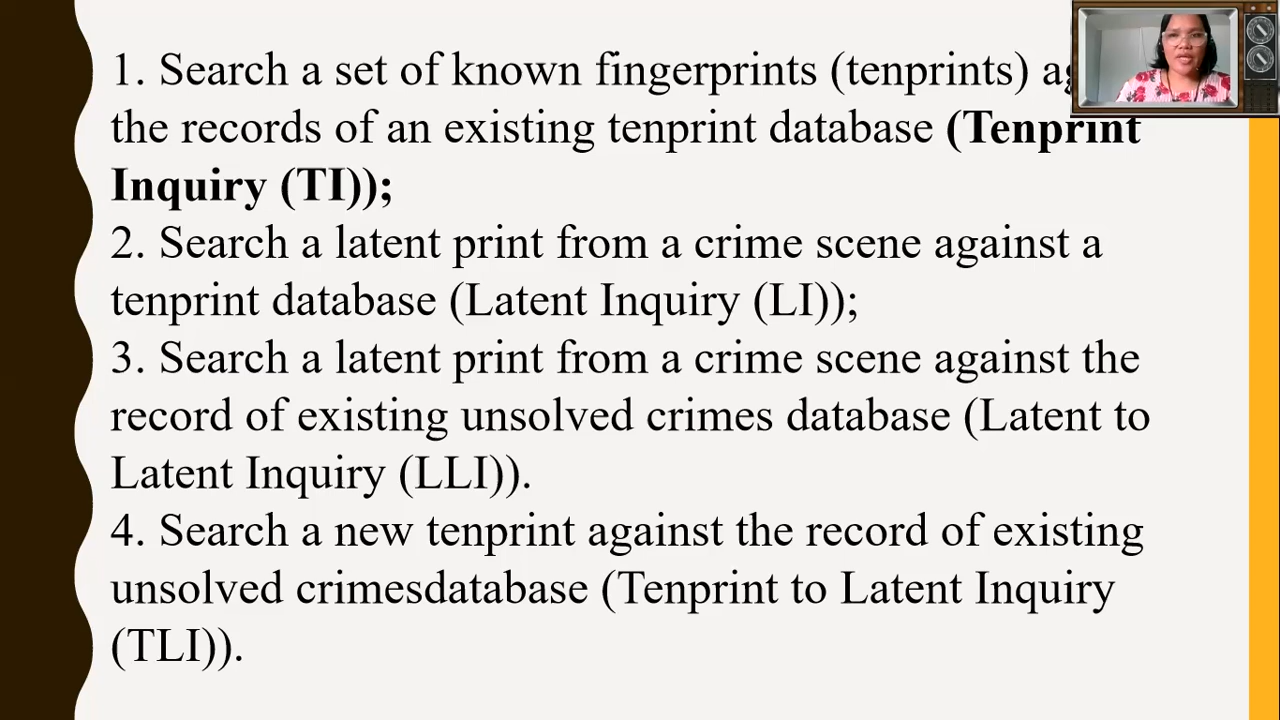 1. Search a set of known fingerprints (tenprints)
the records of an existing tenprint database (Tenprint
Inquiry (TI));
2. Search a latent print from a crime scene against a
tenprint database (Latent Inquiry (LI));
3. Search a latent print from a crime scene against the
record of existing unsolved crimes database (Latent to
Latent Inquiry (LLI)).
4. Search a new tenprint against the record of existing
unsolved crimesdatabase (Tenprint to Latent Inquiry
(TLI)).